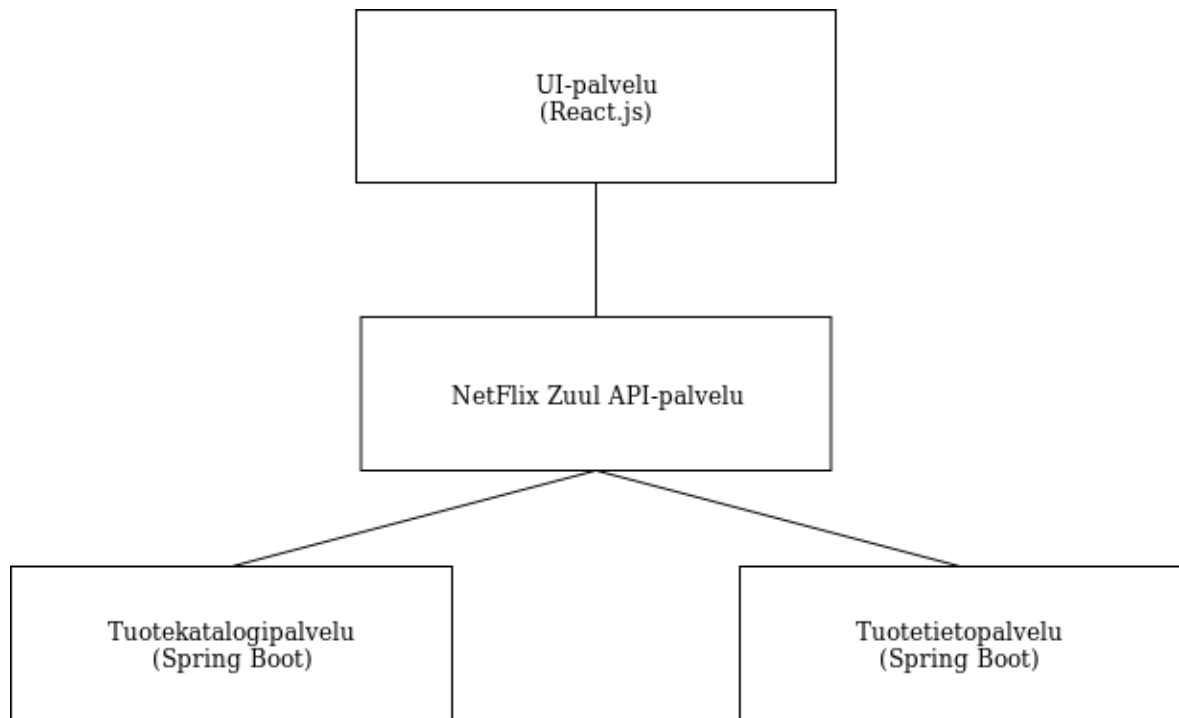 UI-palvelu
(React.js)
NetFlix Zuul API-palvelu
Tuotekatalogipalvelu
(Spring Boot)
Tuotetietopalvelu
(Spring Boot)